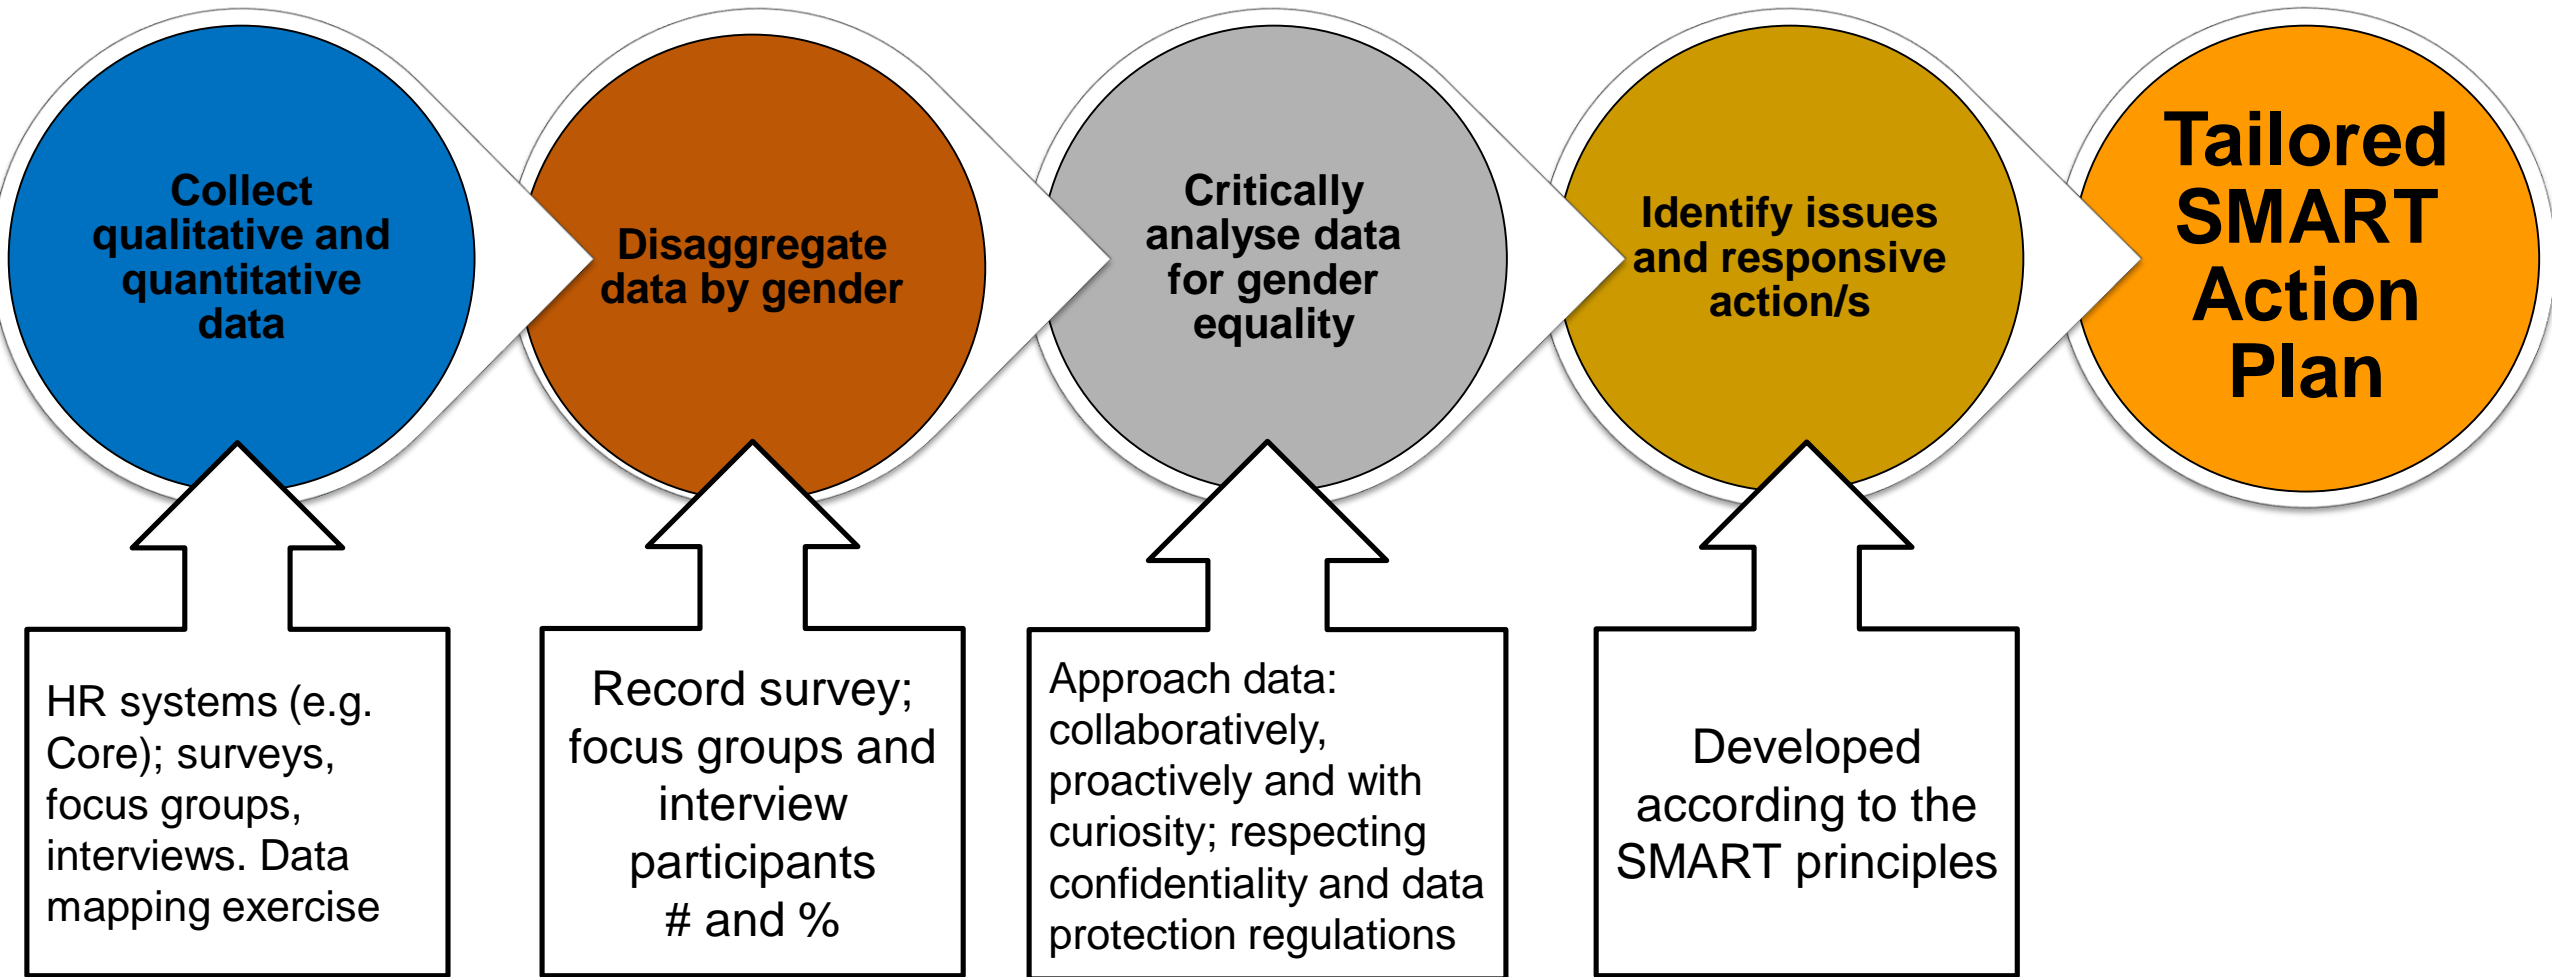 Collect
qualitative and
quantitative
data
Disaggregate
data by gender
Critically
analyse data
for gender
equality
Identify issues
and responsive
action/s
Tailored
SMART
Action
Plan
HR systems (e.g.
Core); surveys,
focus groups,
interviews. Data
mapping exercise
Record survey;
focus groups and
interview
participants
# and %
Approach data:
collaboratively,
proactively and with
curiosity; respecting
confidentiality and data
protection regulations
Developed
according to the
SMART principles